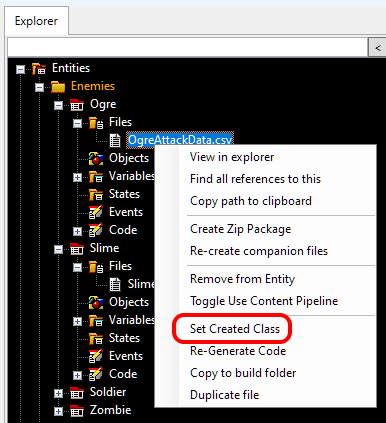 Explorer
<
Entities
Enemies
Ogre
Files
OgreAttackData.csv
Objects
Variables
States
Events
Code
Slime
Files
Slime
Objects
Variables
States
Events
Code
Soldier
Zombie
View in explorer
Find all references to this
Copy path to clipboard
Create Zip Package
Re-create companion files
Remove from Entity
Toggle Use Content Pipeline
Set Created Class
Re-Generate Code
Copy to build folder
Duplicate file